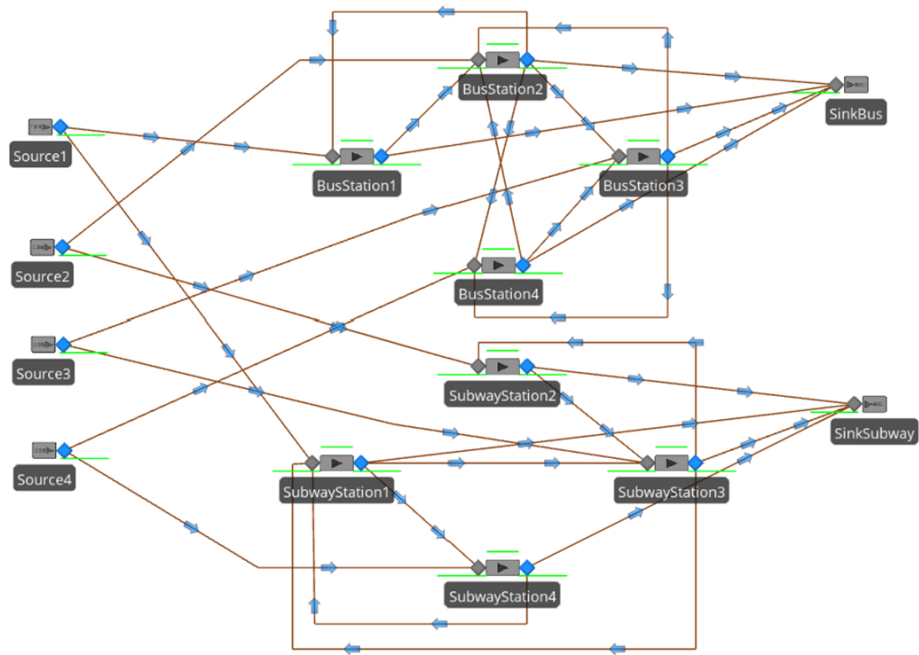 BusStation2
SinkBus
Source1
BusStation1
BusStation3
Source2
BusStation4
Source3
SubwayStation2
SinkSubway
Source4
SubwayStation1
SubwayStation3
SubwayStation4